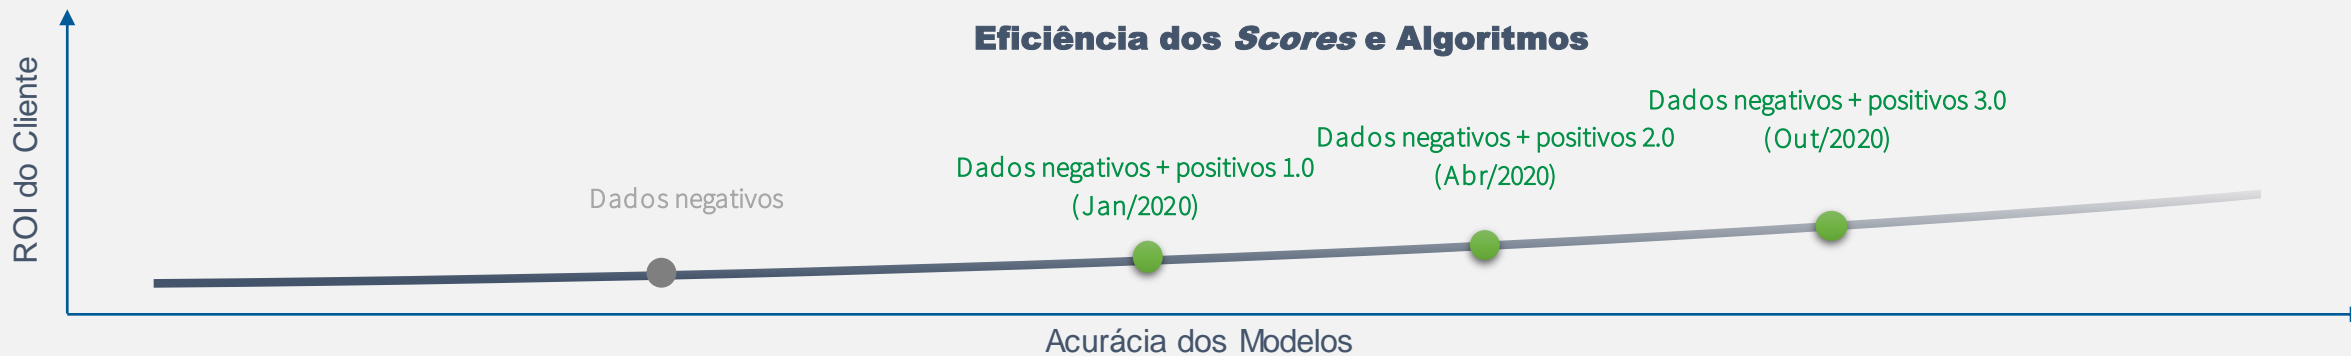 Eficiência dos Scores e Algoritmos
ROI do Cliente
Dados negativos
Dados negativos + positivos 1.0
(Jan/2020)
Dados negativos + positivos 2.0
(Abr/2020)
Dados negativos + positivos 3.0
(Out/2020)
Acurácia dos Modelos